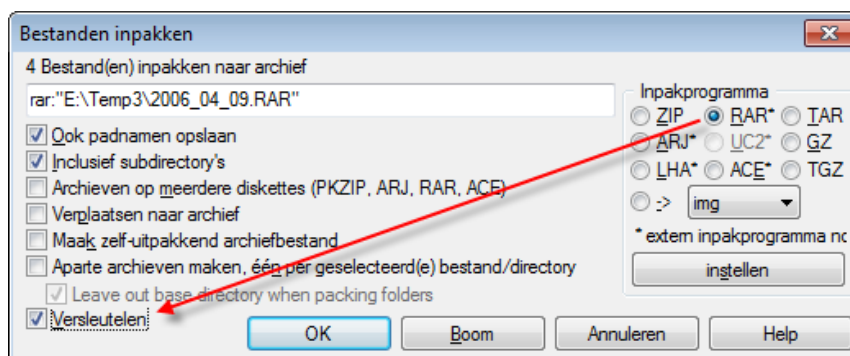 Bestanden inpakken
4 Bestand(en) inpakken naar archief
rar:"E:\Temp3\2006_04_09.RAR"
Ook padnamen opslaan
Inclusief subdirectory's
Archieven op meerdere diskettes (PKZIP, ARJ, RAR, ACE)
Verplaatsen naar archief
Maak zelf-uitpakkend archiefbestand
Aparte archieven maken, één per geselecteerd(e) bestand/directory
Leave out base directory when packing folders
Versleutelen
Inpakprogramma
ZIP RAR* TAR
ARJ* UC2* GZ
LHA* ACE* TGZ
-> img
* extern inpakprogramma nc
instellen
OK Boom Annuleren Help